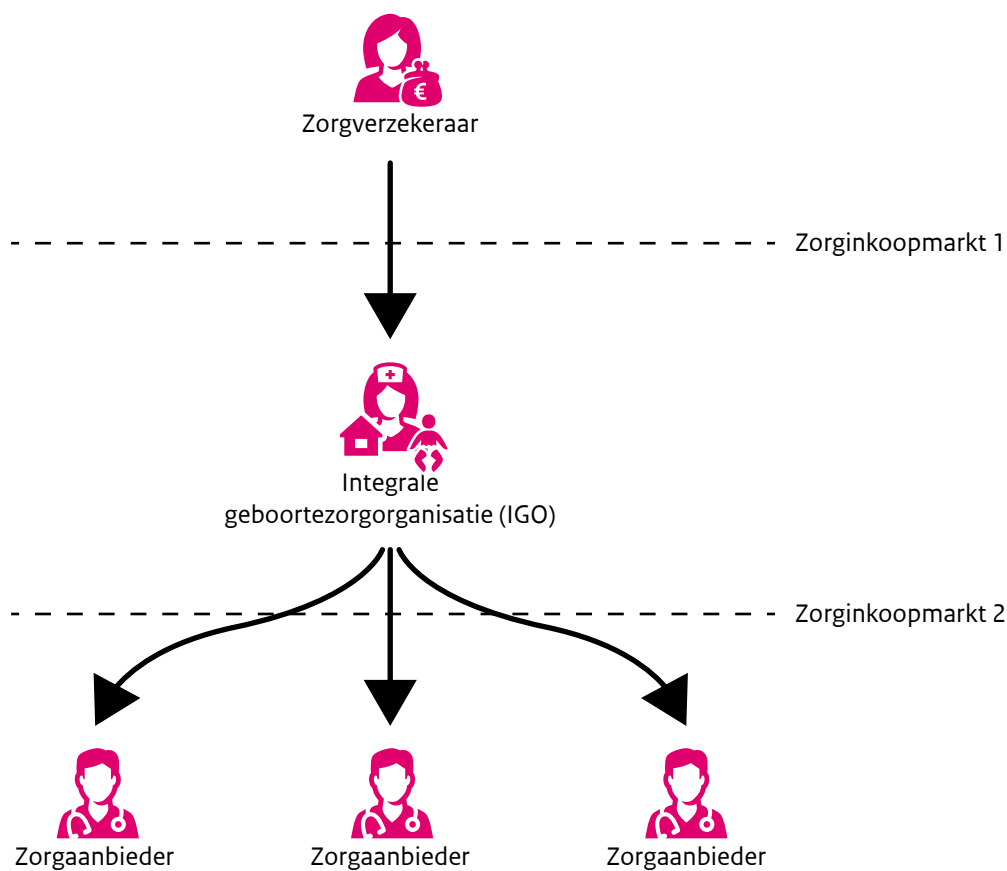 €
Zorgverzekeraar
Zorginkoopmarkt 1
Integrale
geboortezorgorganisatie (IGO)
Zorginkoopmarkt 2
Zorgaanbieder
Zorgaanbieder
Zorgaanbieder